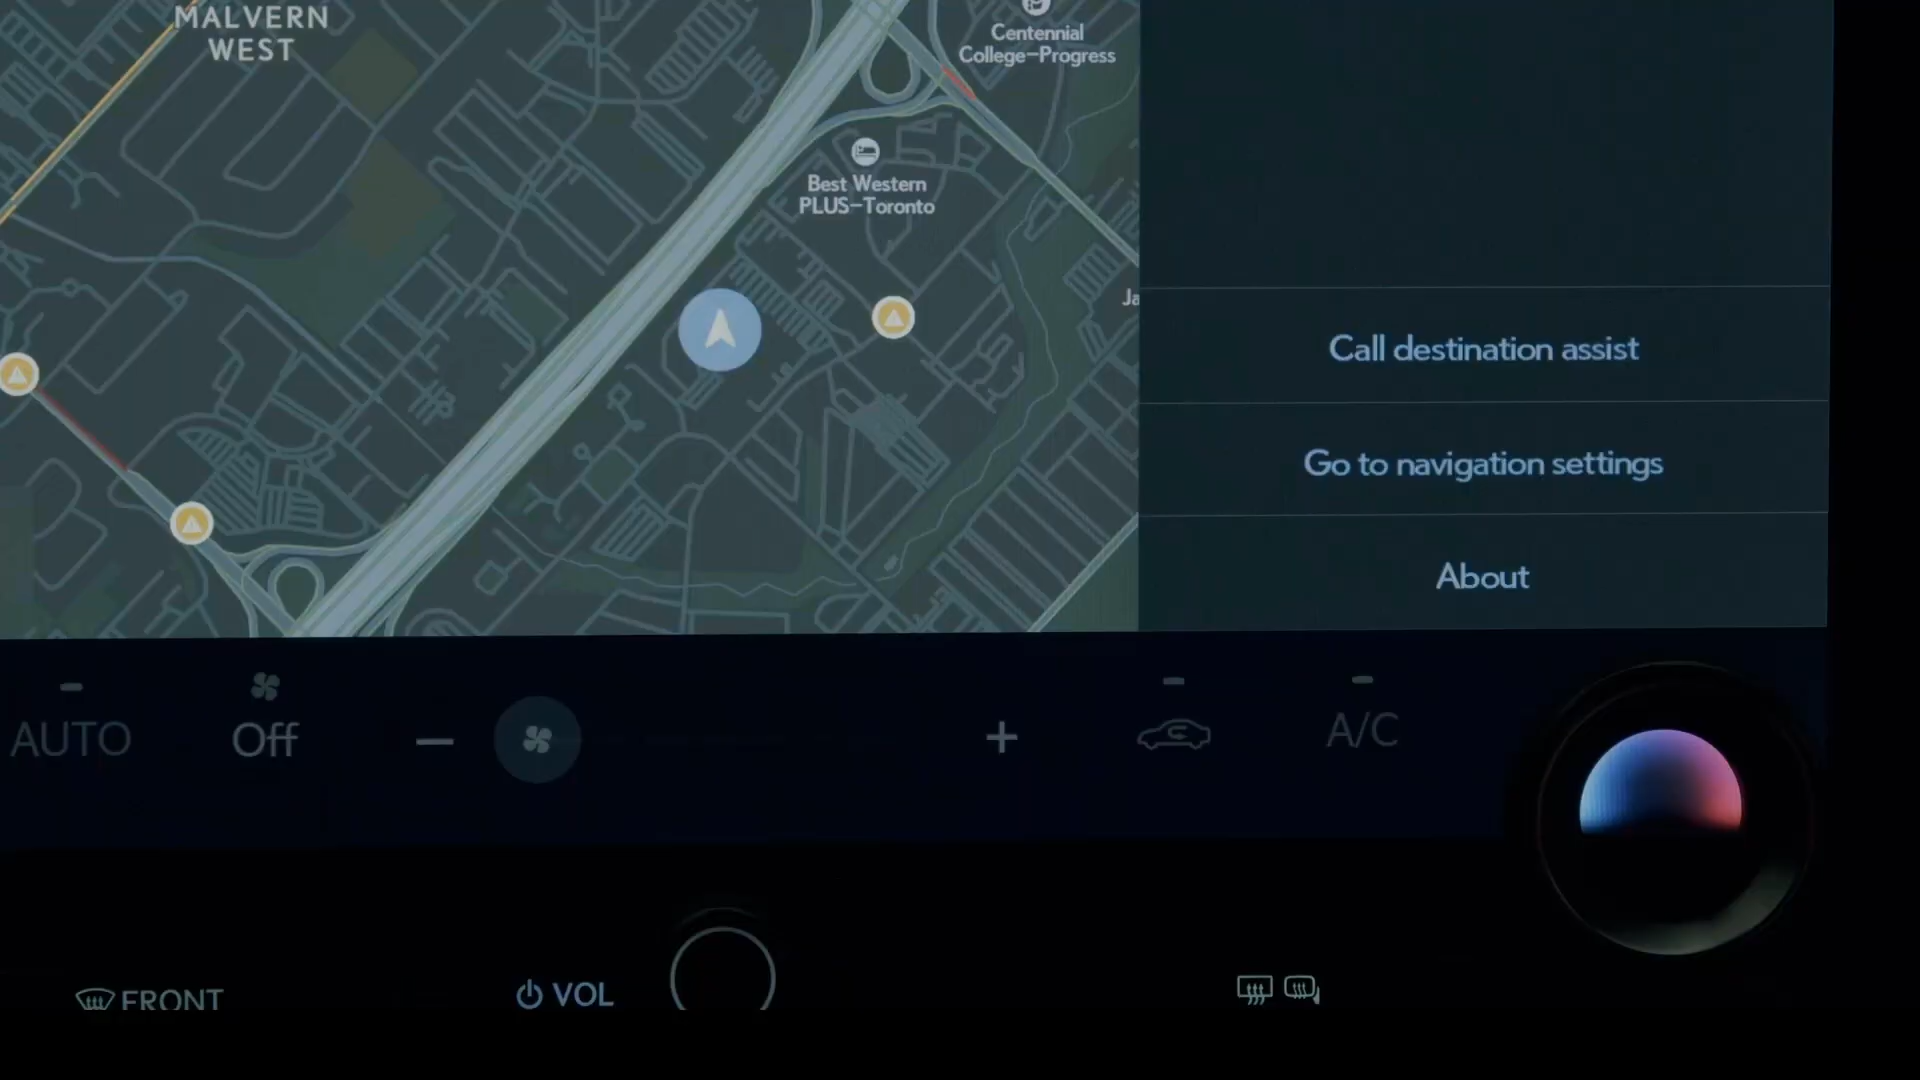 MALVERN
WEST
Centennial
College-Progress
Best Western
PLUS-Toronto
Ja
Call destination assist
Go to navigation settings
About
AUTO
Off
A/C
FRONT
VOL